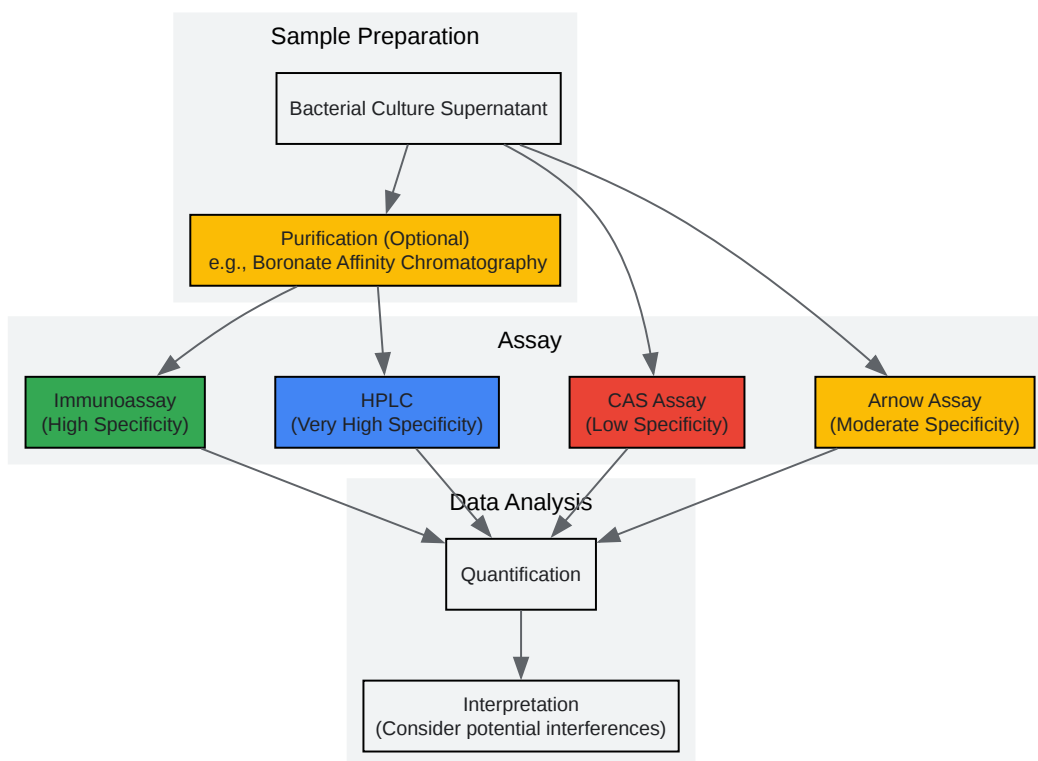 Sample Preparation
Bacterial Culture Supernatant
Purification (Optional)
e.g., Boronate Affinity Chromatography
Assay
Immunoassay
(High Specificity)
HPLC
(Very High Specificity)
CAS Assay
(Low Specificity)
Arnow Assay
(Moderate Specificity)
Data Analysis
Quantification
Interpretation
(Consider potential interferences)